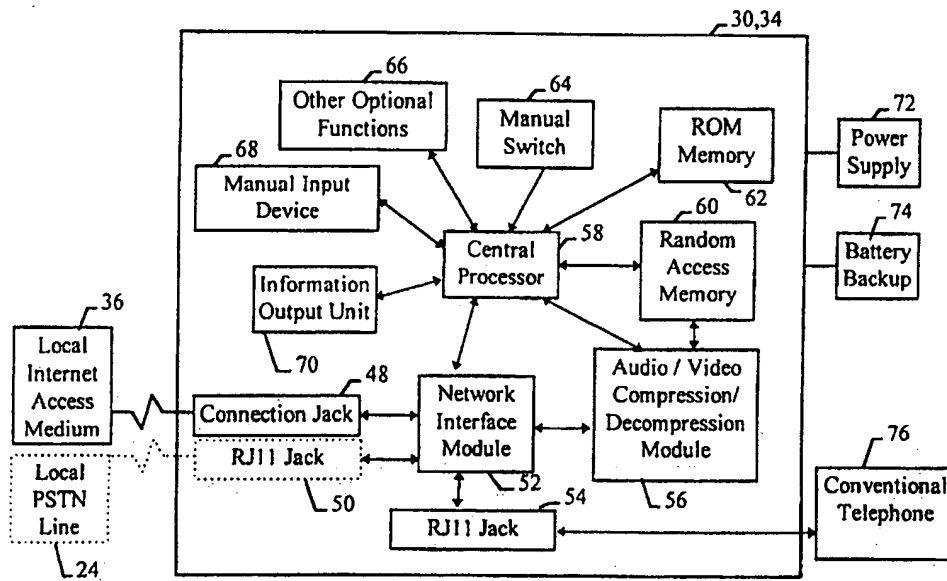 30,34
66
Other Optional
Functions
64
Manual
Switch
ROM
Memory
62
72
Power
Supply
68
Manual Input
Device
60
Random
Access
Memory
74
Battery
Backup
58
Central
Processor
Information
Output Unit
70
36
Local
Internet
Access
Medium
48
Connection Jack
Network
Interface
Module
52
Audio / Video
Compression/
Decompression
Module
56
RJ11 Jack
50
Local
PSTN
Line
24
54
RJ11 Jack
76
Conventional
Telephone